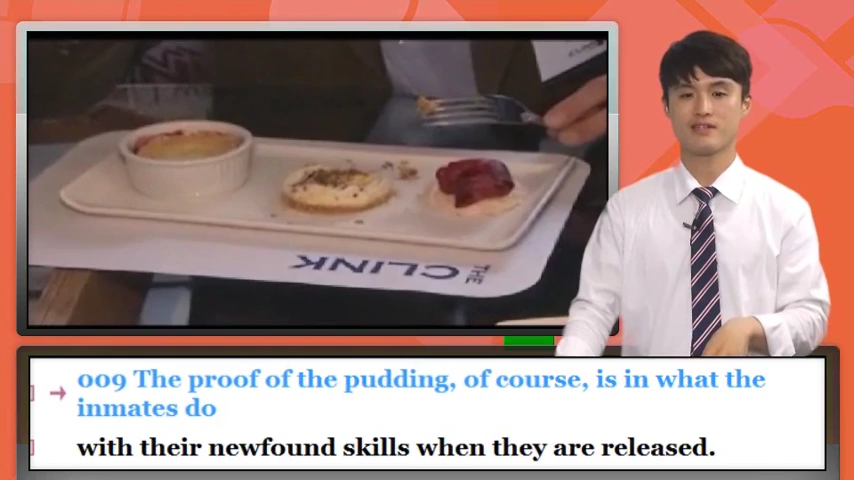 THE CLINK
009 The proof of the pudding, of course, is in what the
inmates do
with their newfound skills when they are released.